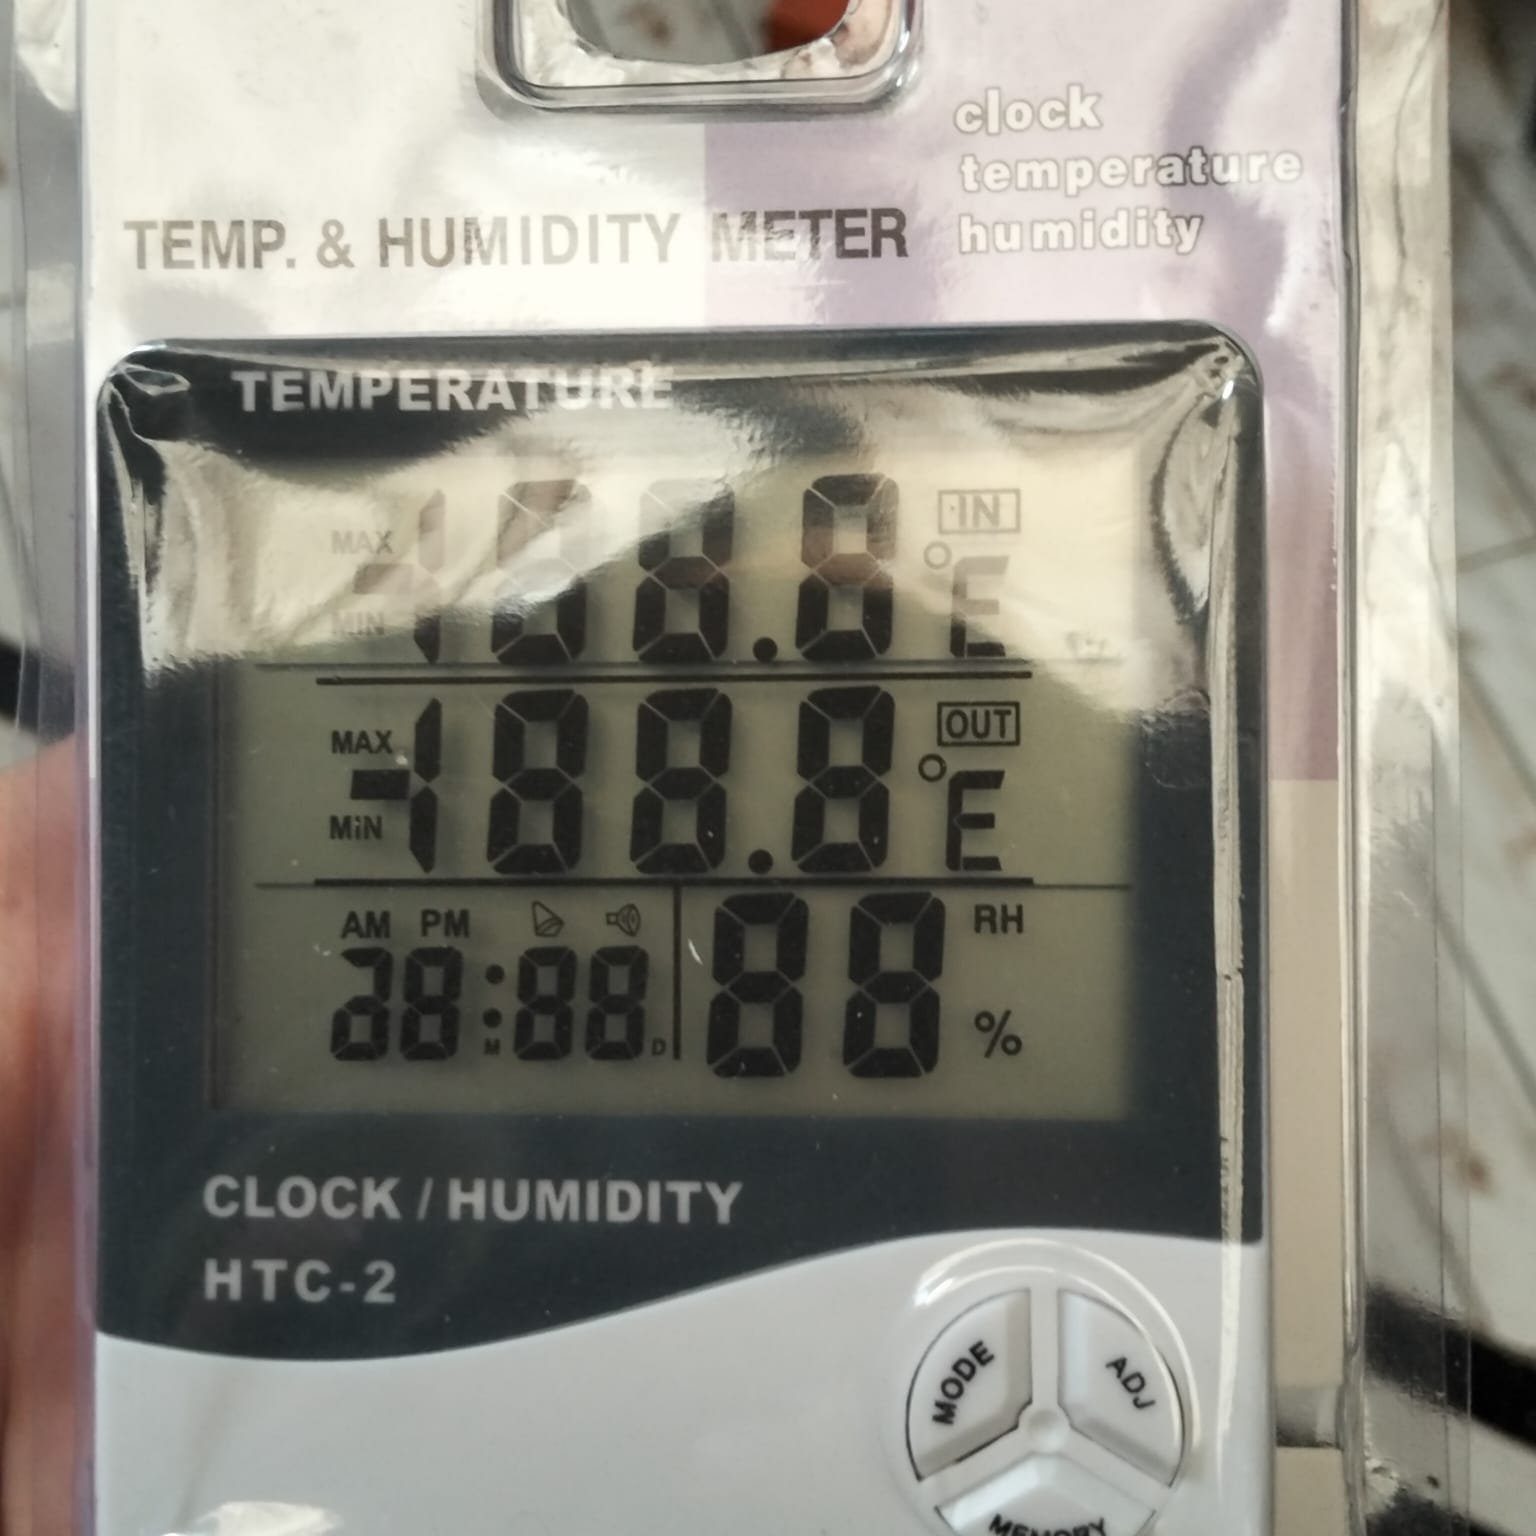 clock
temperature
humidity
TEMP. & HUMIDITY METER
TEMPERATURE
MAX
IN
-188.8 °E
MIN
MAX
OUT
-188.8 °E
MiN
AM PM
RH
88:88
88
%
M
D
CLOCK / HUMIDITY
HTC-2
MODE
ADJ
MEMORY